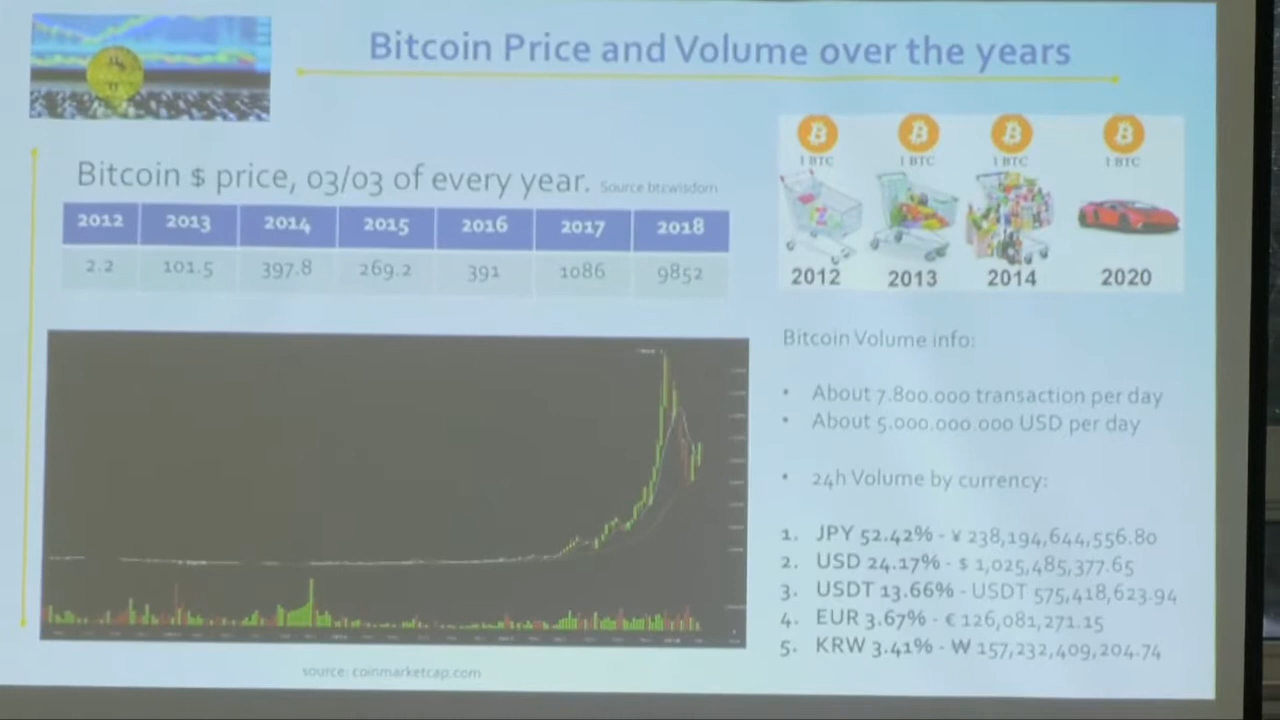 Bitcoin Price and Volume over the years
Bitcoin $ price, 03/03 of every year. Source btcwisdom
2012 2013 2014 2015 2016 2017 2018
2.2 101.5 397.8 269.2 391 1086 9852
source: coinmarketcap.com
1 BTC 1 BTC 1 BTC 1 BTC
2012 2013 2014 2020
Bitcoin Volume info:
• About 7.800.000 transaction per day
• About 5.000.000.000 USD per day
• 24h Volume by currency:
1. JPY 52.42% - ¥ 238,194,644,556.80
2. USD 24.17% - $ 1,025,485,377.65
3. USDT 13.66% - USDT 575,418,623.94
4. EUR 3.67% - € 126,081,271.15
5. KRW 3.41% - ₩ 157,232,409,204.74